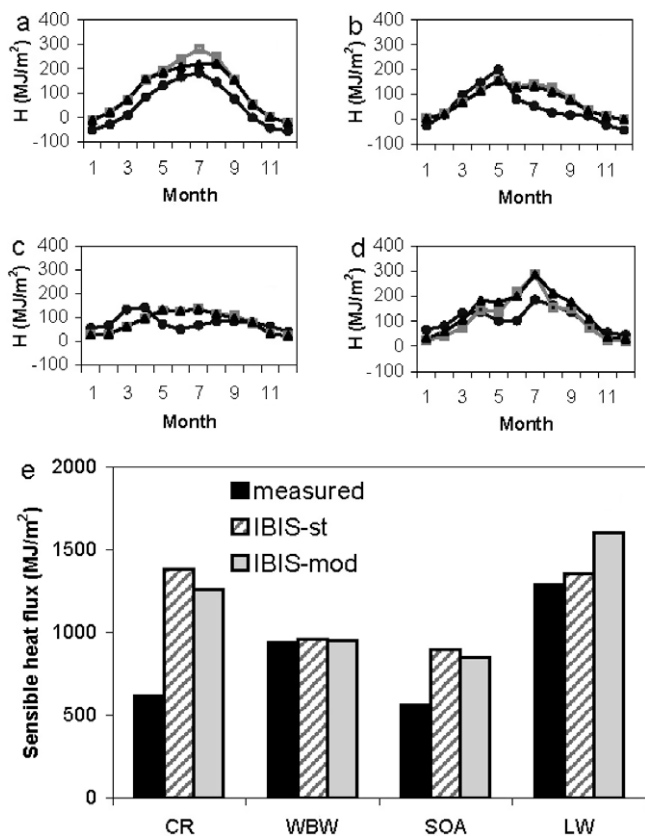 a
H (MJ/m²)
400
300
200
100
0
-100
1 3 5 7 9 11
Month
b
H (MJ/m²)
400
300
200
100
0
-100
1 3 5 7 9 11
Month
c
H (MJ/m²)
400
300
200
100
0
-100
1 3 5 7 9 11
Month
d
H (MJ/m²)
400
300
200
100
0
-100
1 3 5 7 9 11
Month
e
Sensible heat flux (MJ/m²)
2000
1500
1000
500
0
measured
IBIS-st
IBIS-mod
CR WBW SOA LW